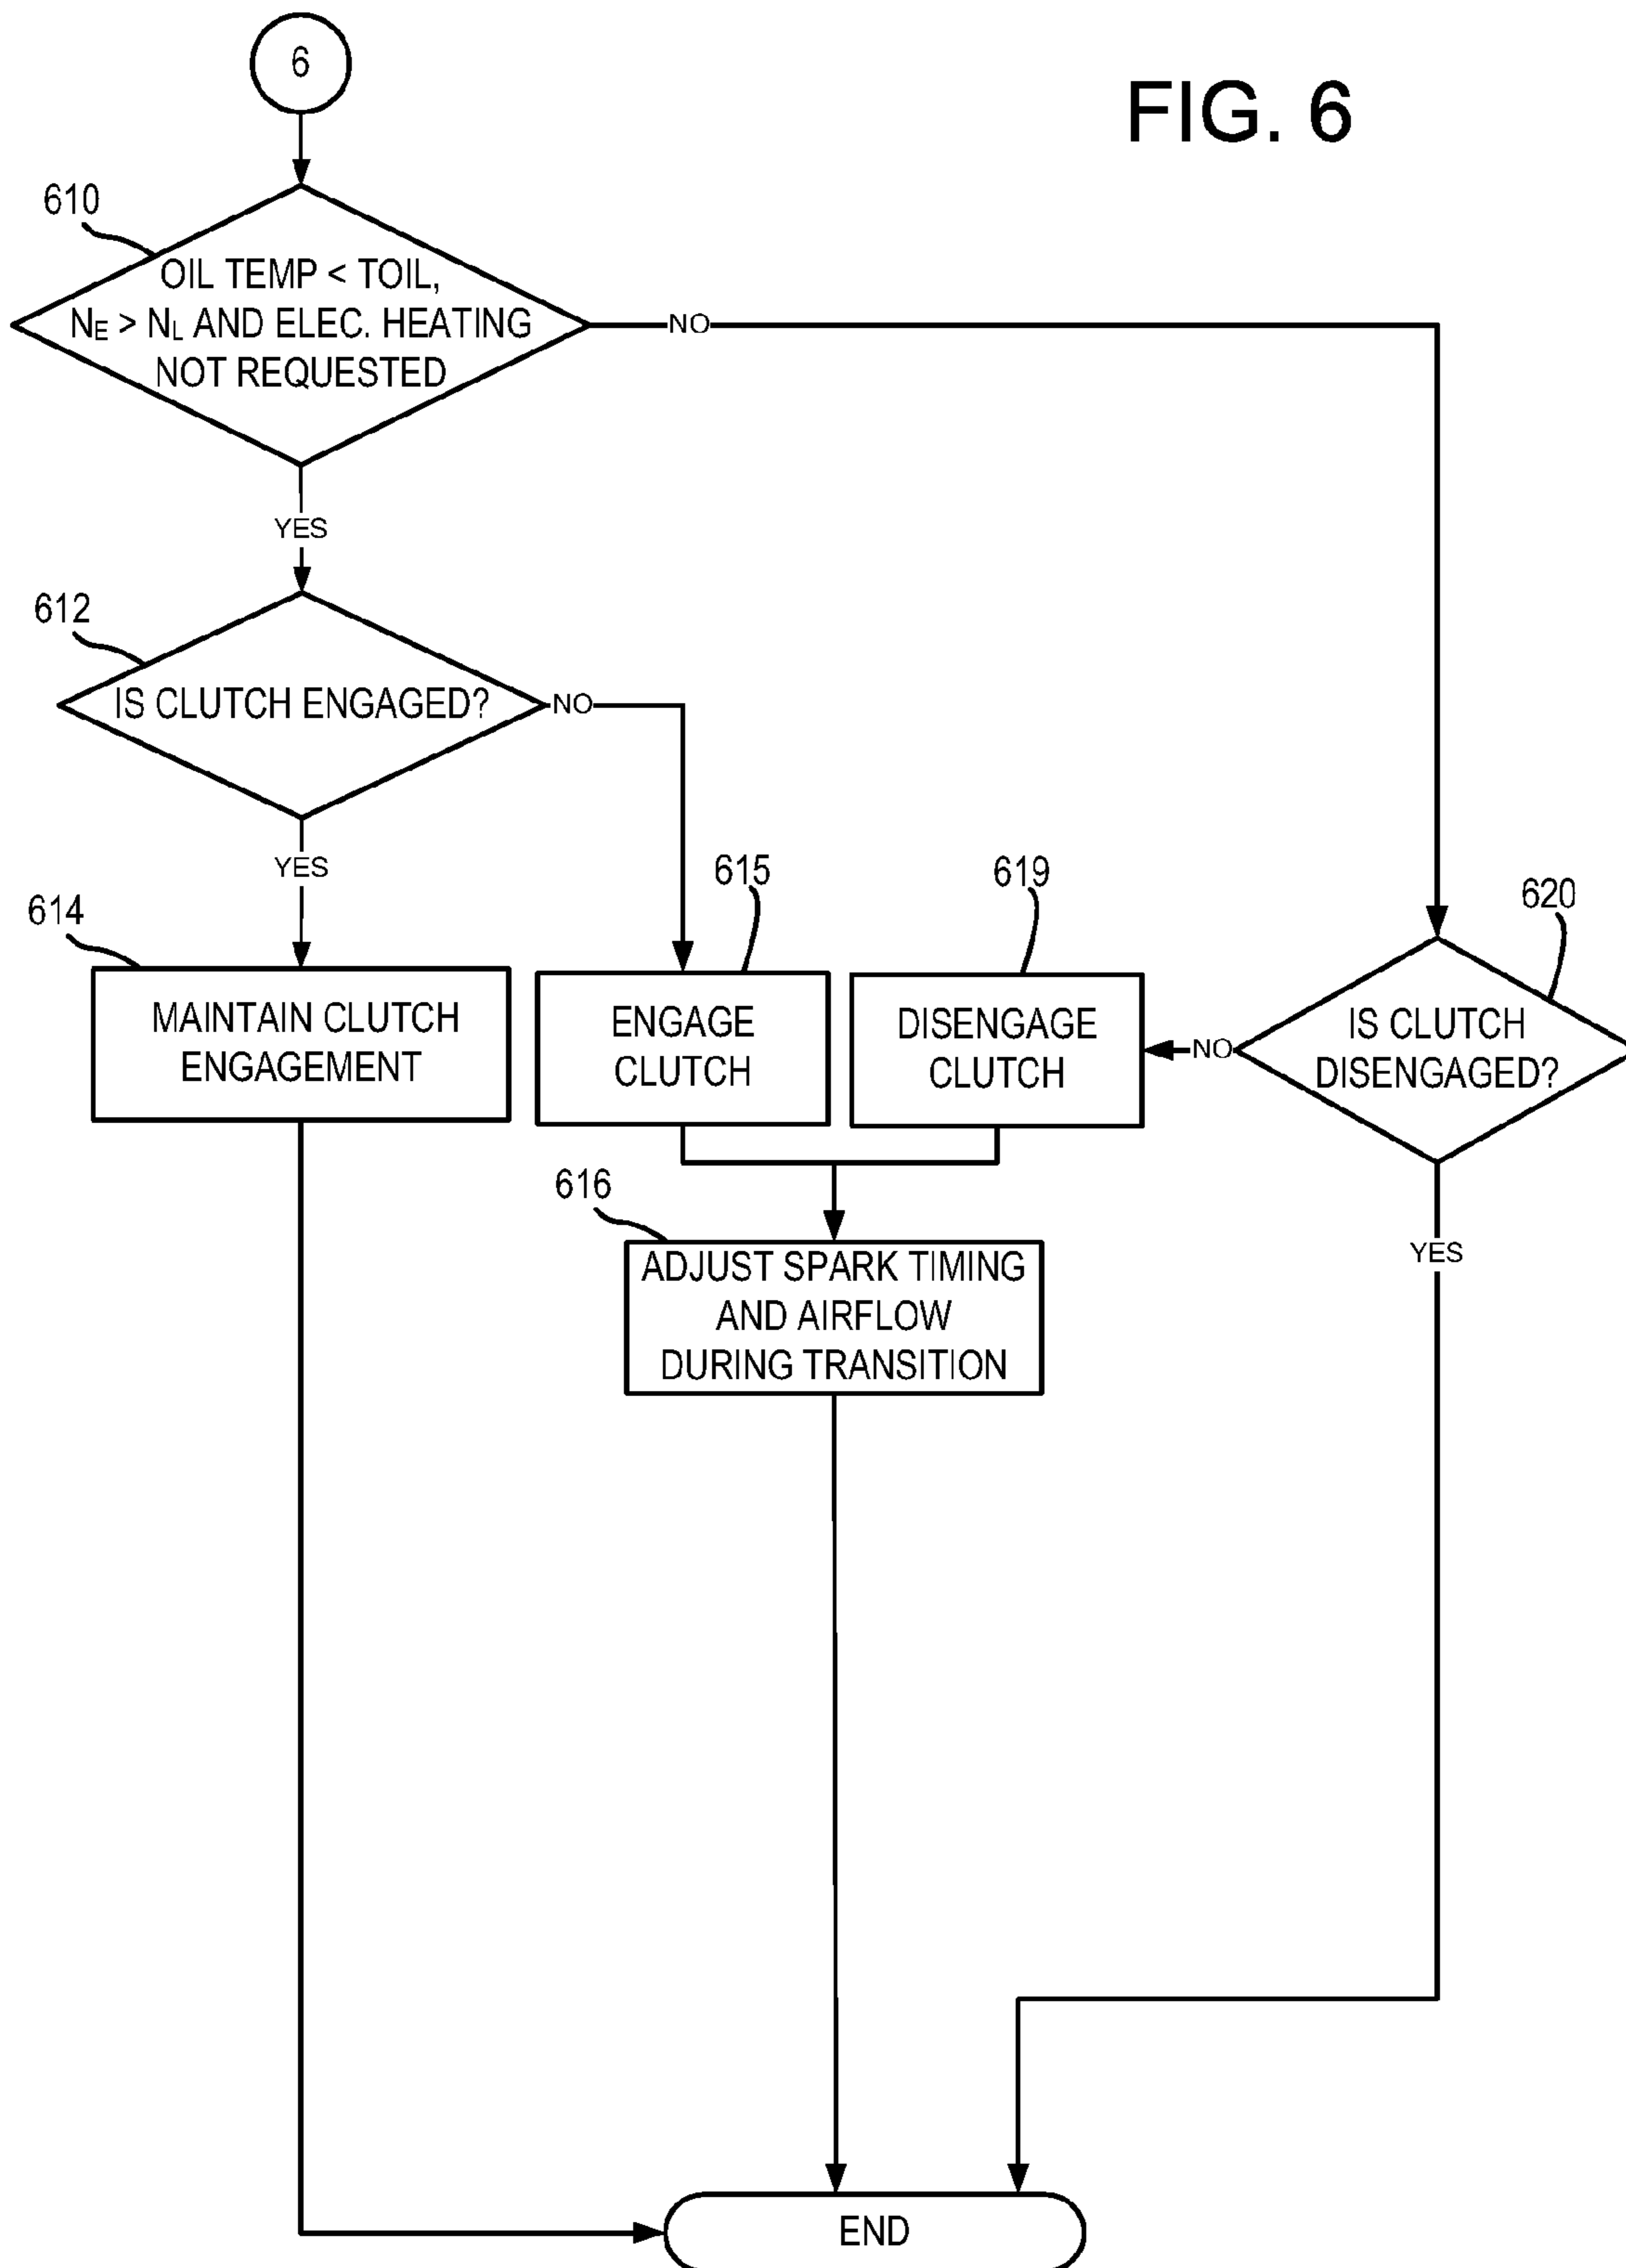 6
FIG. 6
610
OIL TEMP < TOIL,
NE > NL AND ELEC. HEATING
NOT REQUESTED
NO
YES
612
IS CLUTCH ENGAGED?
NO
YES
614
MAINTAIN CLUTCH
ENGAGEMENT
615
ENGAGE
CLUTCH
619
DISENGAGE
CLUTCH
620
IS CLUTCH
DISENGAGED?
NO
YES
616
ADJUST SPARK TIMING
AND AIRFLOW
DURING TRANSITION
END